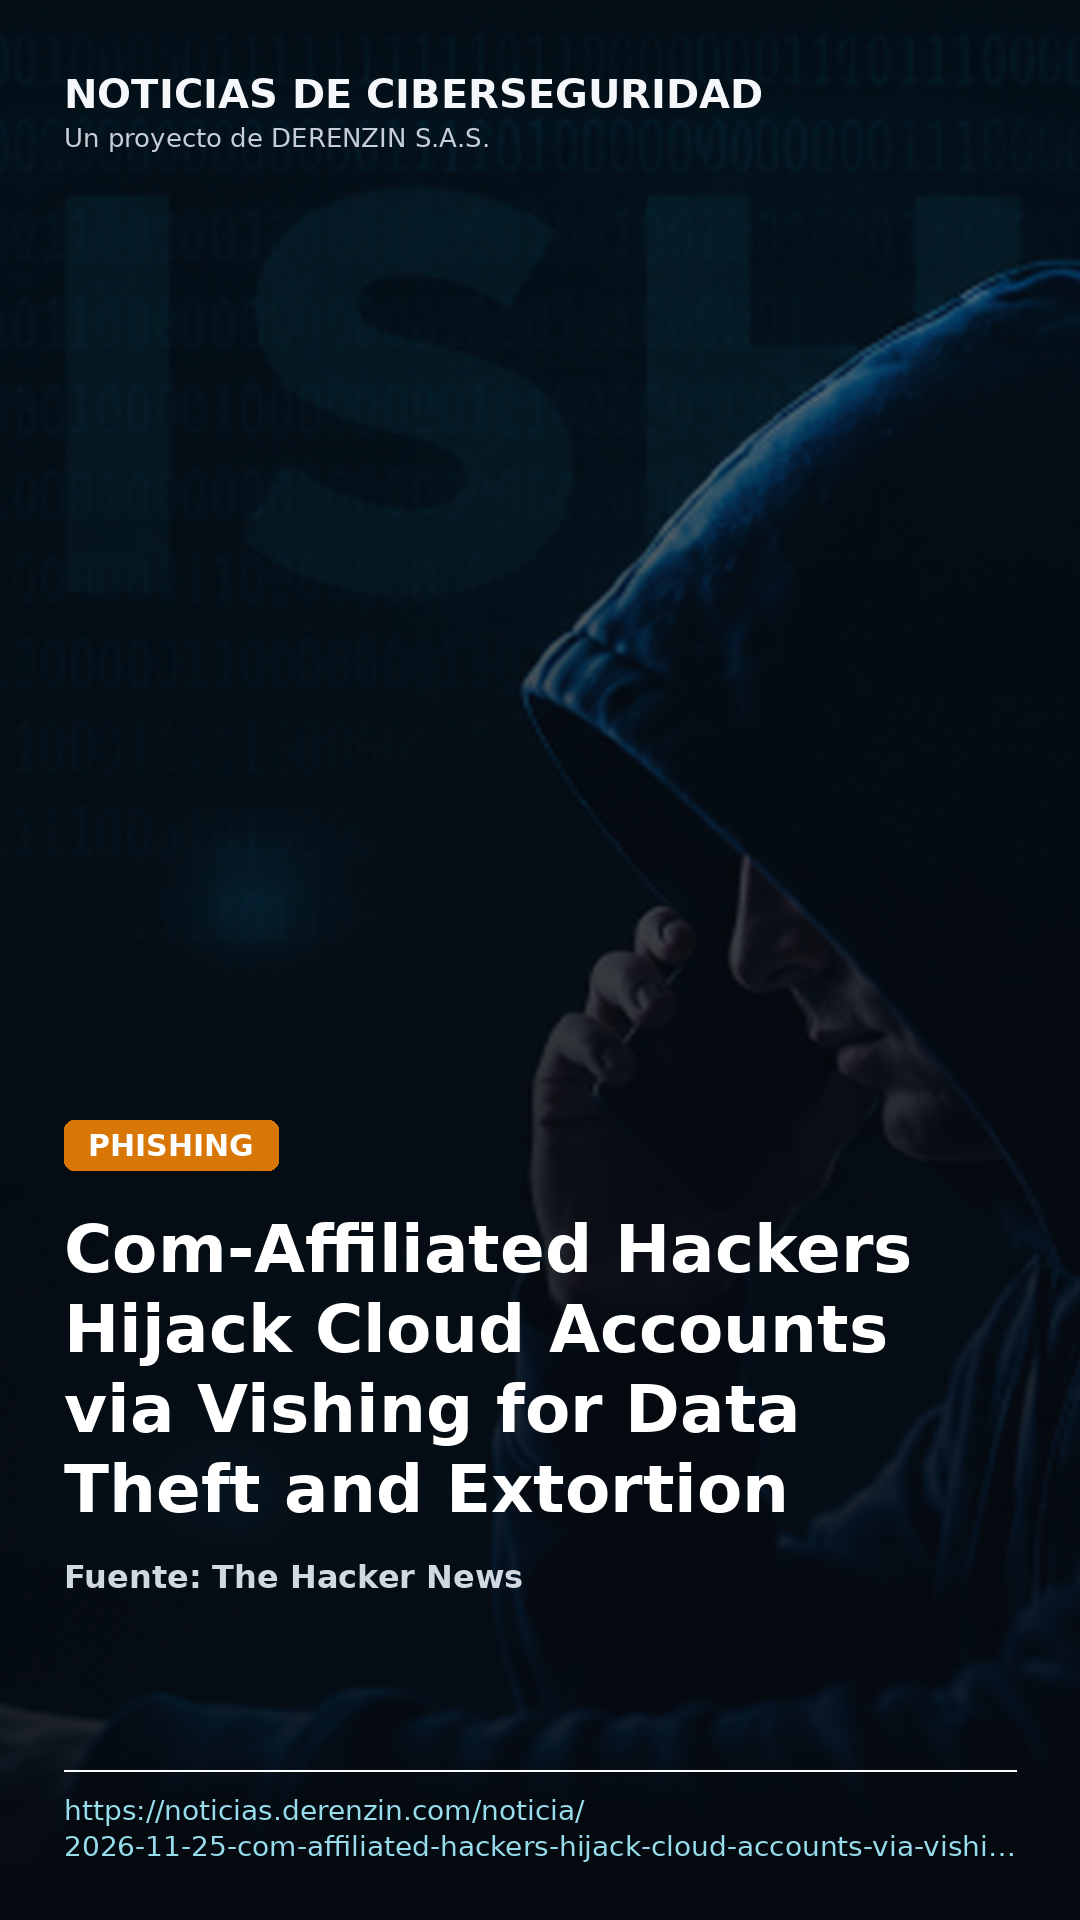 NOTICIAS DE CIBERSEGURIDAD
Un proyecto de DERENZIN S.A.S.
ISH
PHISHING
Com-Affiliated Hackers
Hijack Cloud Accounts
via Vishing for Data
Theft and Extortion
Fuente: The Hacker News
https://noticias.derenzin.com/noticia/
2026-11-25-com-affiliated-hackers-hijack-cloud-accounts-via-vishi…